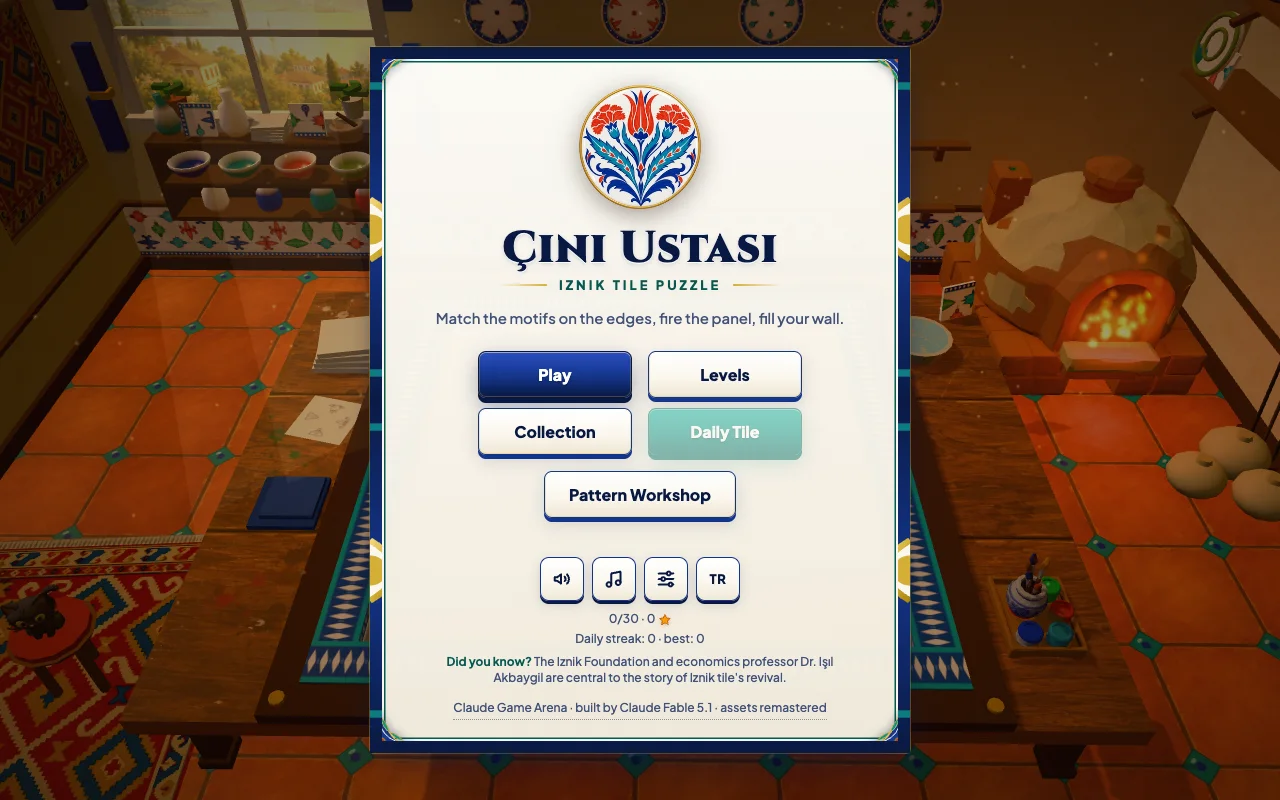 ÇINI USTASI
IZNIK TILE PUZZLE
Match the motifs on the edges, fire the panel, fill your wall.
Play
Levels
Collection
Daily Tile
Pattern Workshop
TR
0/30 · 0
Daily streak: 0 · best: 0
Did you know? The Iznik Foundation and economics professor Dr. Işıl
Akbaygil are central to the story of Iznik tile's revival.
Claude Game Arena · built by Claude Fable 5.1 · assets remastered